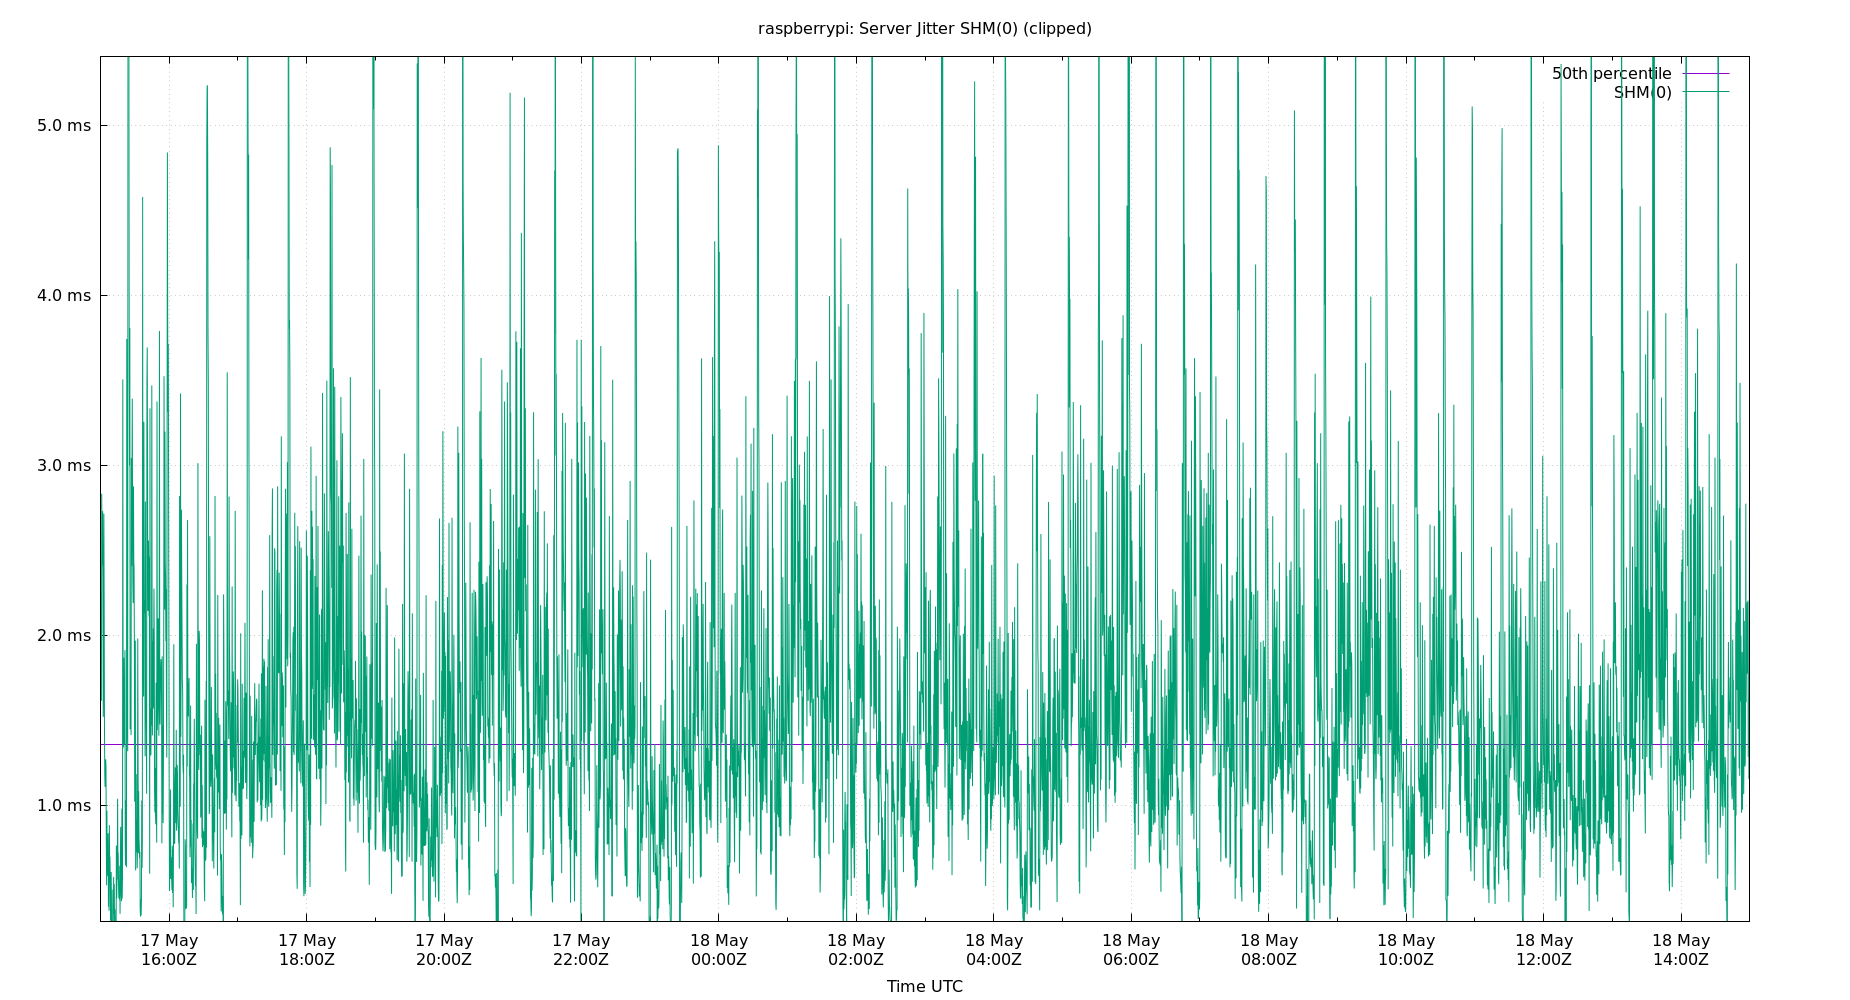 raspberrypi: Server Jitter SHM(0) (clipped)
50th percentile
SHM(0)
5.0 ms
4.0 ms
3.0 ms
2.0 ms
1.0 ms
17 May 17 May 17 May 17 May 18 May 18 May 18 May 18 May 18 May 18 May 18 May 18 May
16:00Z 18:00Z 20:00Z 22:00Z 00:00Z 02:00Z 04:00Z 06:00Z 08:00Z 10:00Z 12:00Z 14:00Z
Time UTC